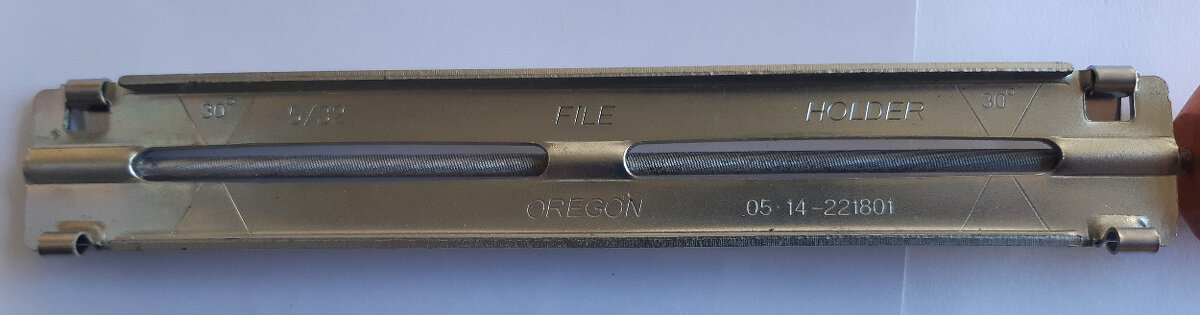 30° 5/32 FILE HOLDER 30°
OREGON 05·14-221801